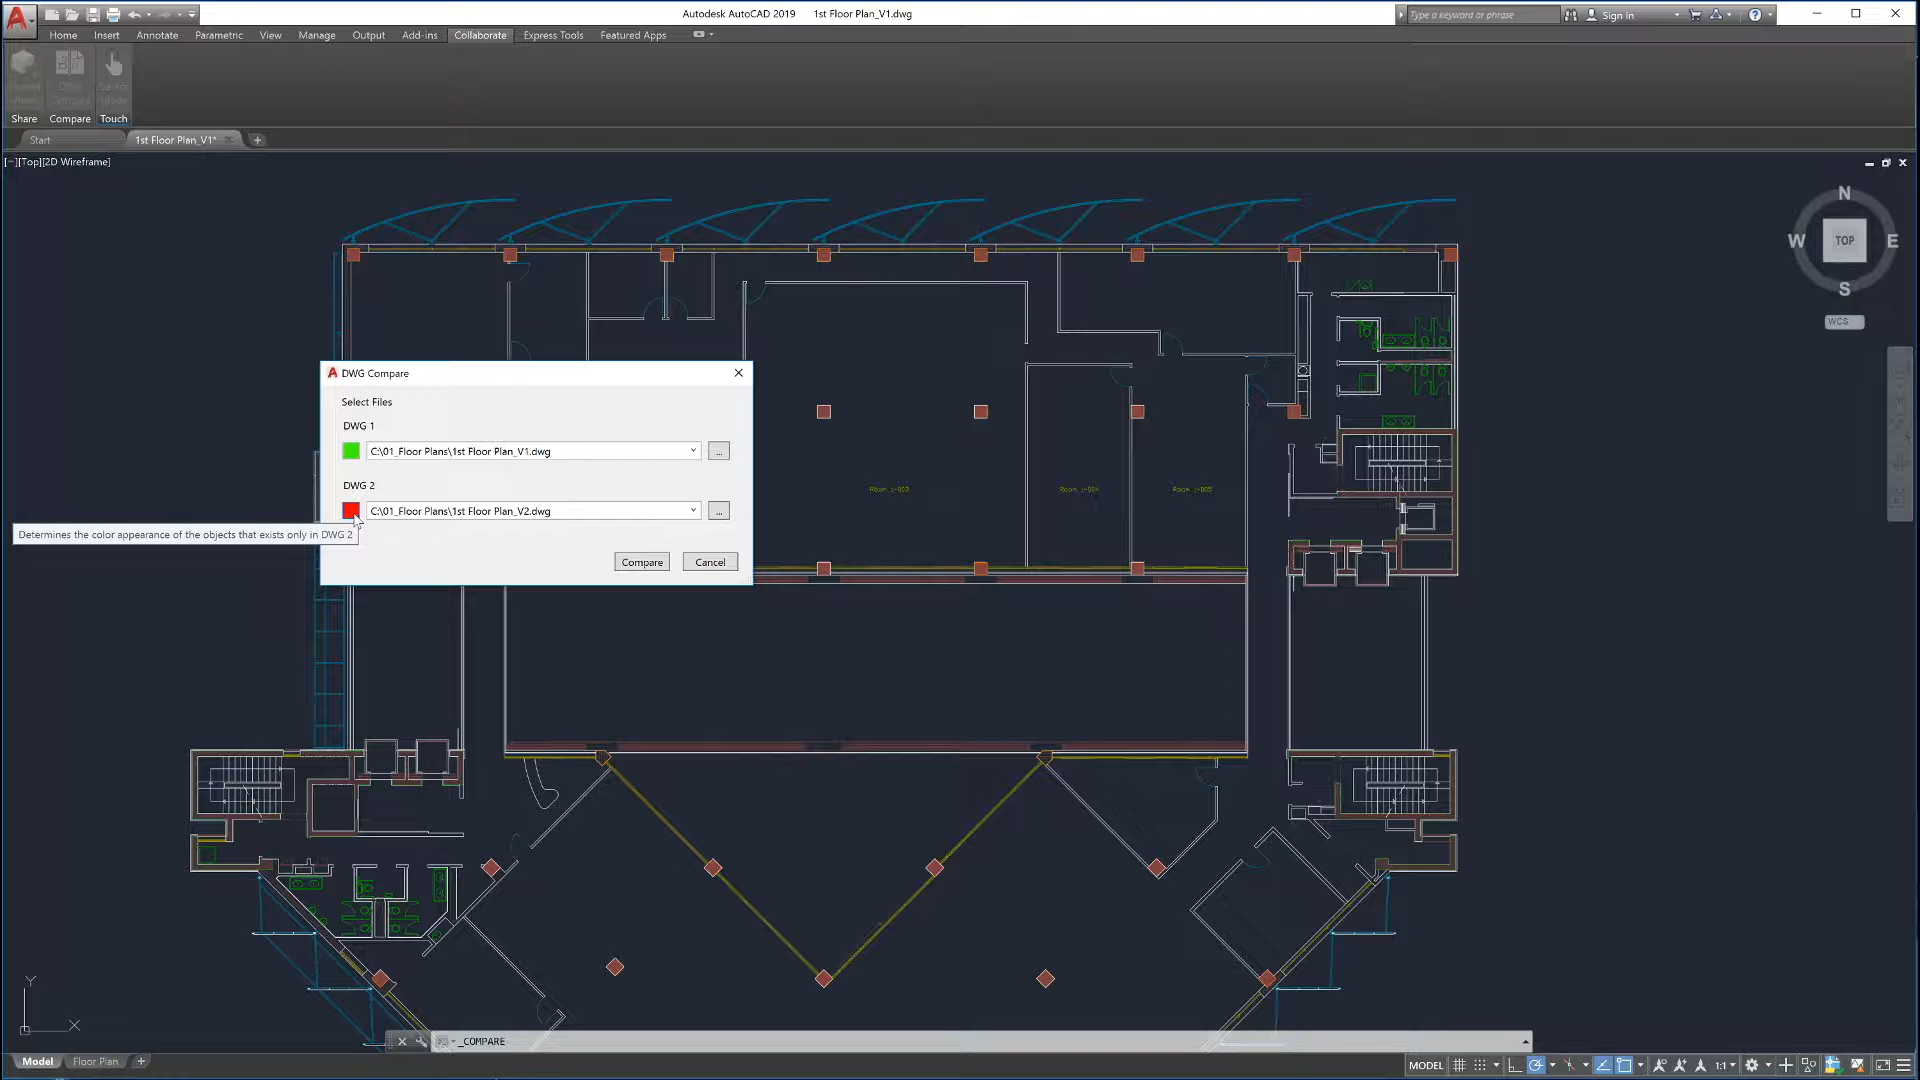 Autodesk AutoCAD 2019 1st Floor Plan_V1.dwg
Type a keyword or phrase
Sign In
Home Insert Annotate Parametric View Manage Output Add-ins Collaborate Express Tools Featured Apps
Share Compare Touch
Start 1st Floor Plan_V1*
[−][Top][2D Wireframe]
N
W TOP E
S
WCS
DWG Compare
Select Files
DWG 1
C:\01_Floor Plans\1st Floor Plan_V1.dwg
...
DWG 2
C:\01_Floor Plans\1st Floor Plan_V2.dwg
...
Determines the color appearance of the objects that exists only in DWG 2
Compare Cancel
Y
X
_COMPARE
Model Floor Plan
MODEL 1:1